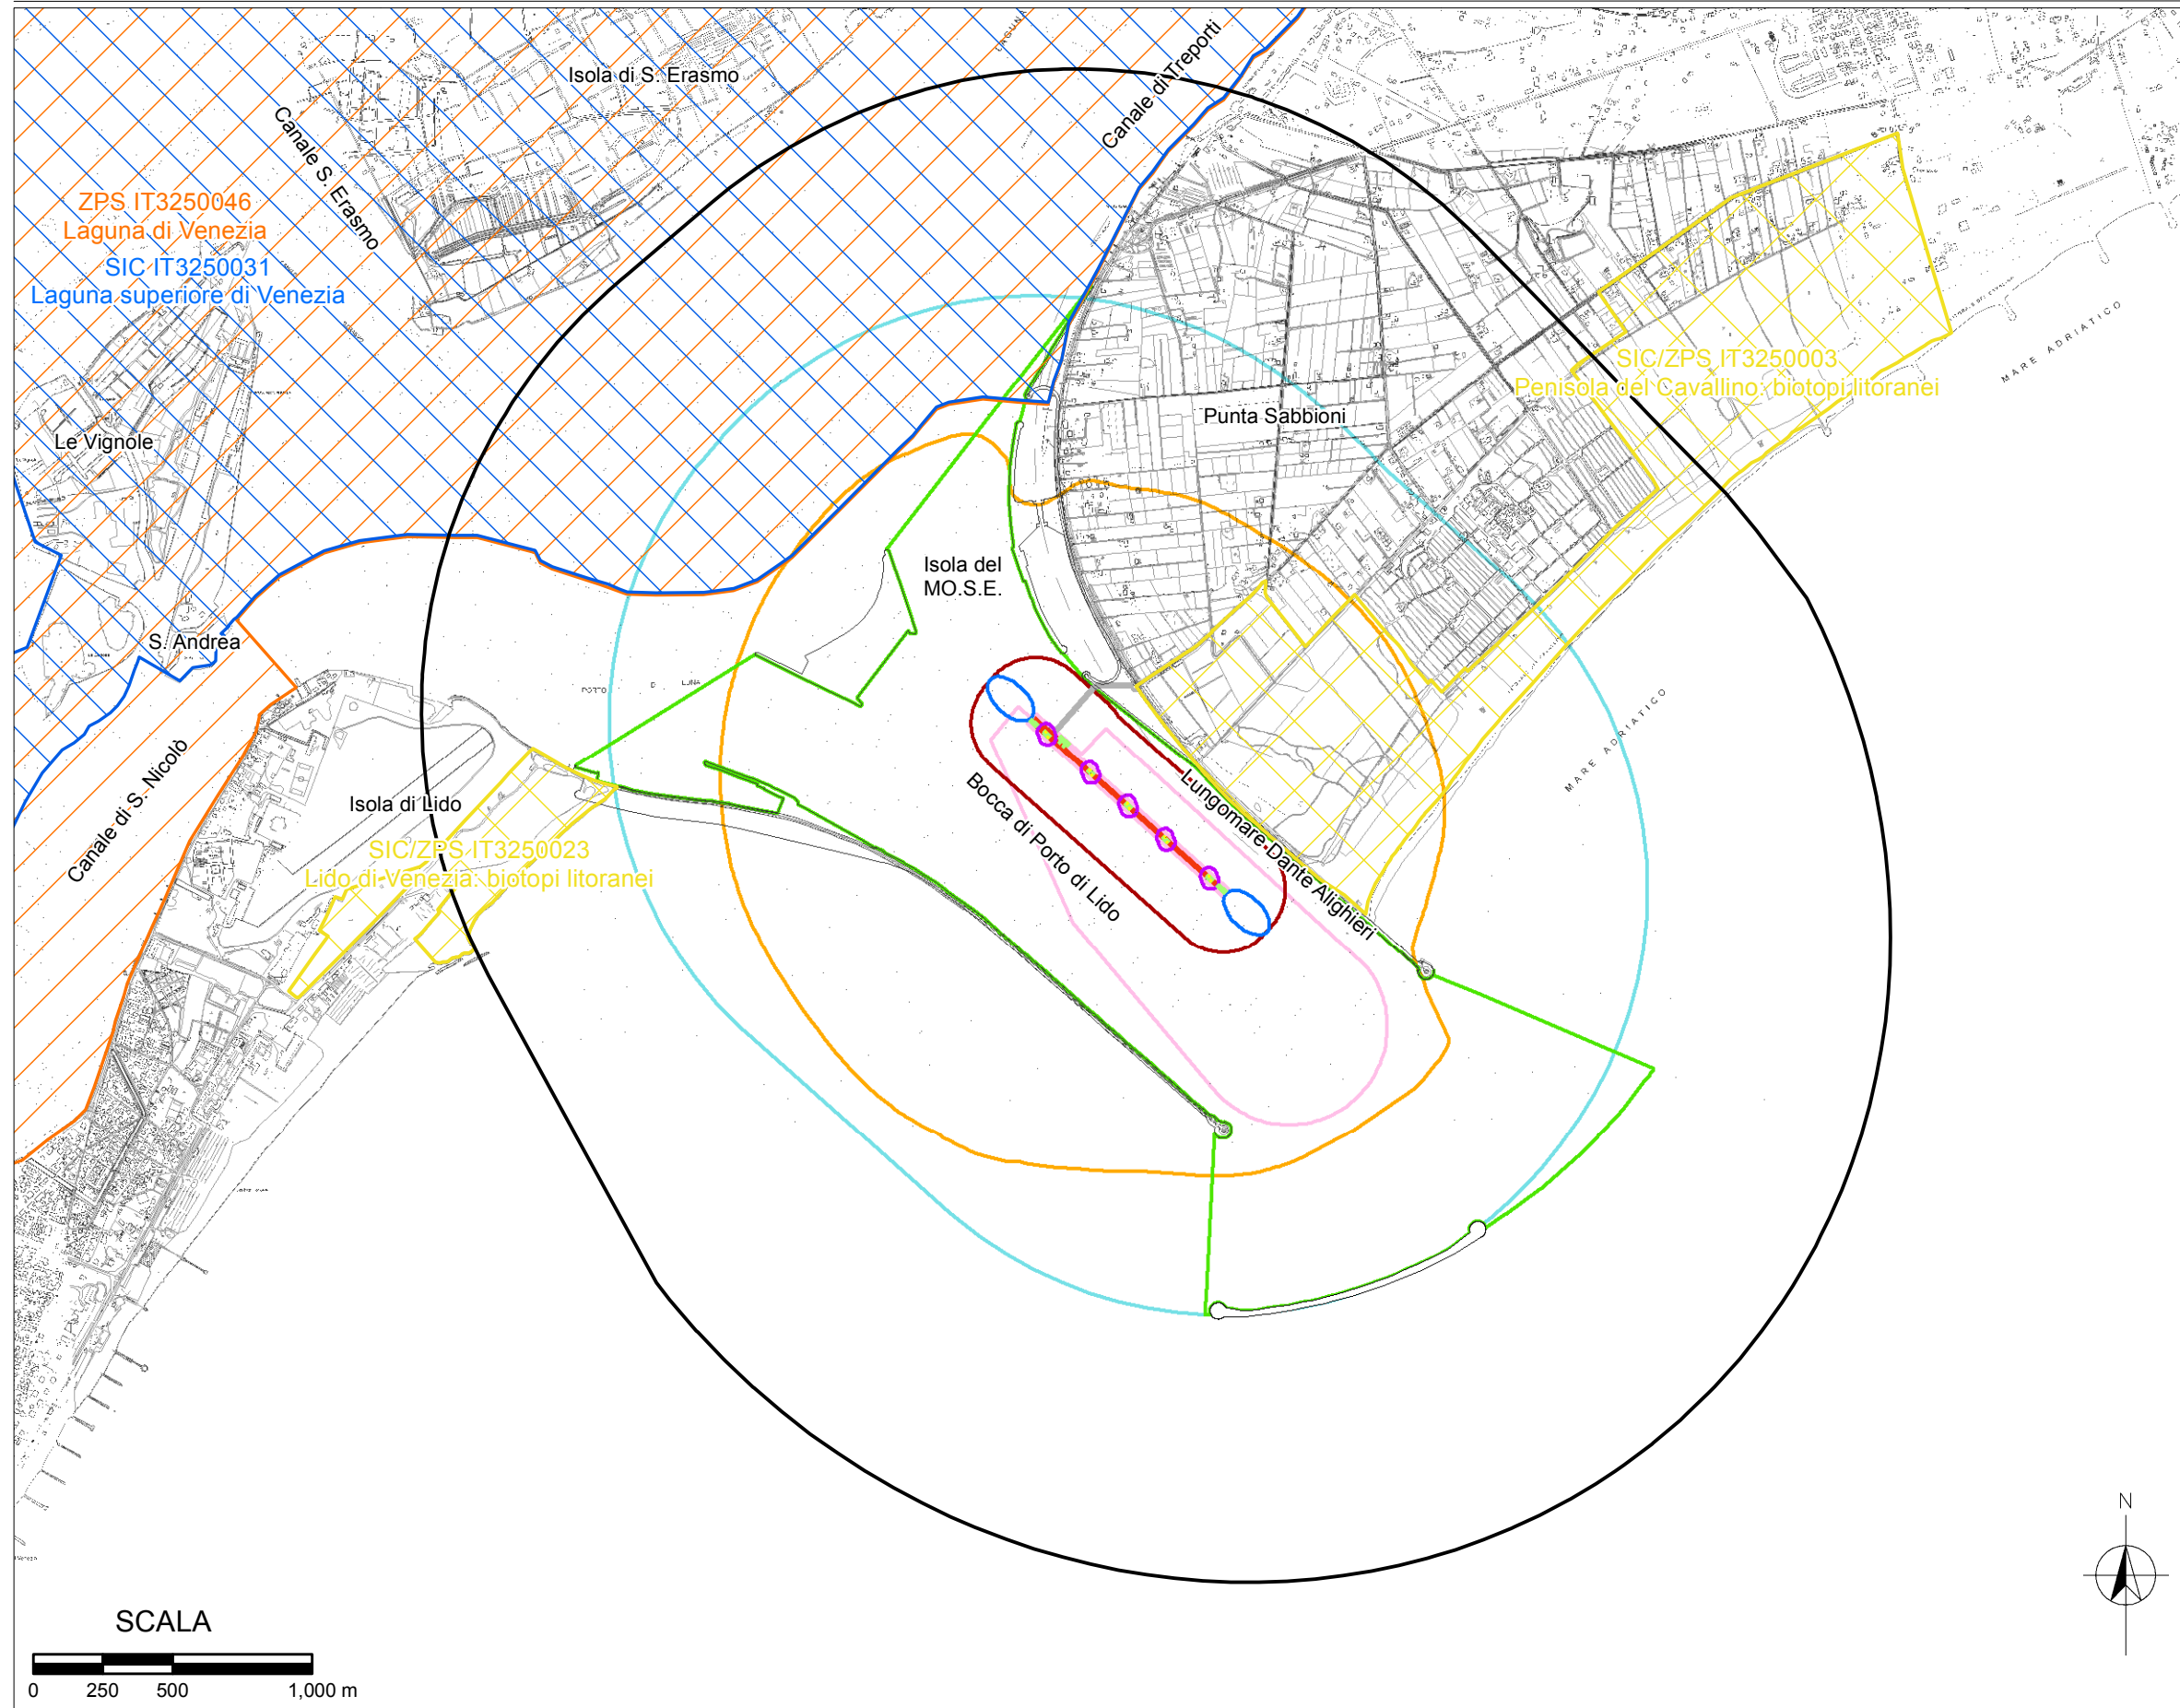 Isola di S. Erasmo
LAGUNA
Canale di Treporti
Canale S. Erasmo
ZPS IT3250046
Laguna di Venezia
SIC IT3250031
Laguna superiore di Venezia
MARE ADRIATICO
SIC/ZPS IT3250003
Penisola del Cavallino: biotopi litoranei
Punta Sabbioni
Le Vignole
Isola del
MO.S.E.
S. Andrea
PORTO
MARE ADRIATICO
Canale di S. Nicolò
Isola di Lido
Bocca di Porto di Lido
Lungomare Dante Alighieri
SIC/ZPS IT3250023
Lido di Venezia: biotopi litoranei
N
SCALA
0 250 500 1,000 m